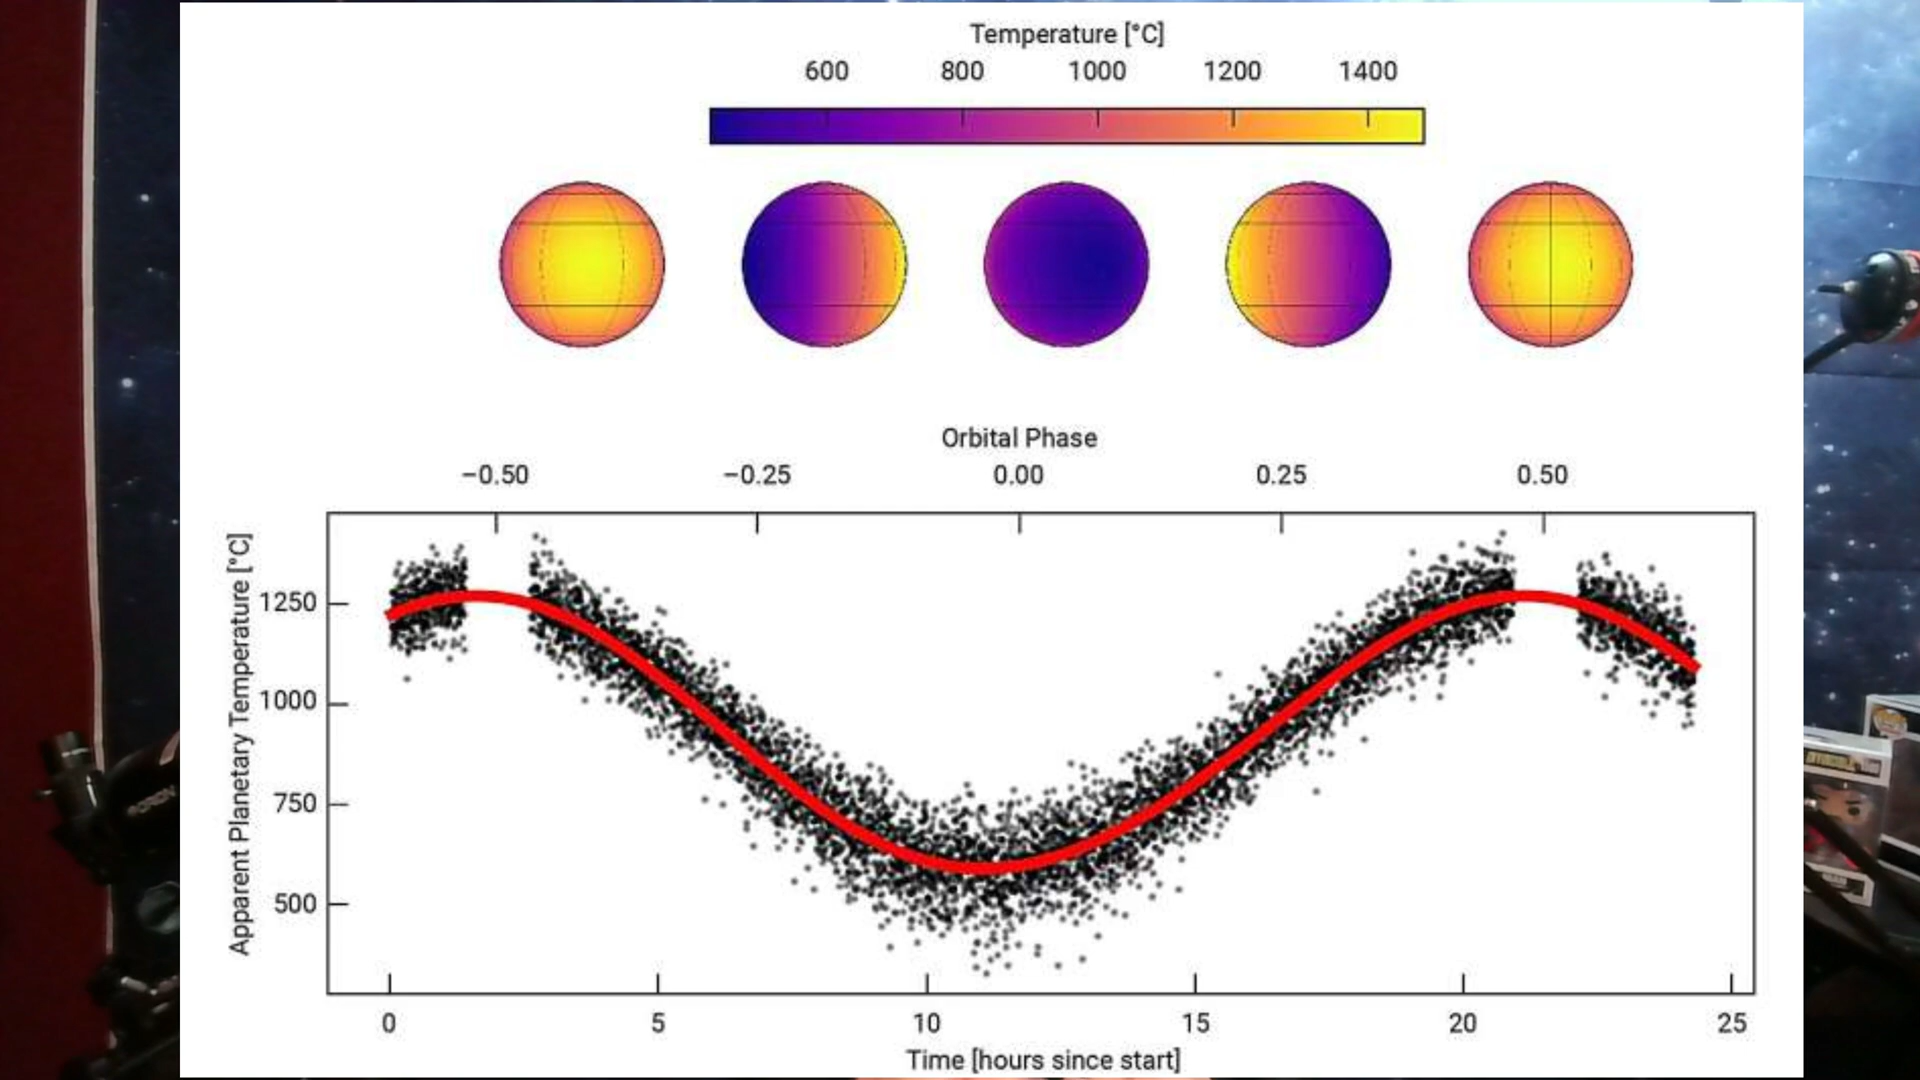 Temperature [°C]
600 800 1000 1200 1400
Orbital Phase
−0.50 −0.25 0.00 0.25 0.50
Apparent Planetary Temperature [°C]
1250
1000
750
500
0 5 10 15 20 25
Time [hours since start]